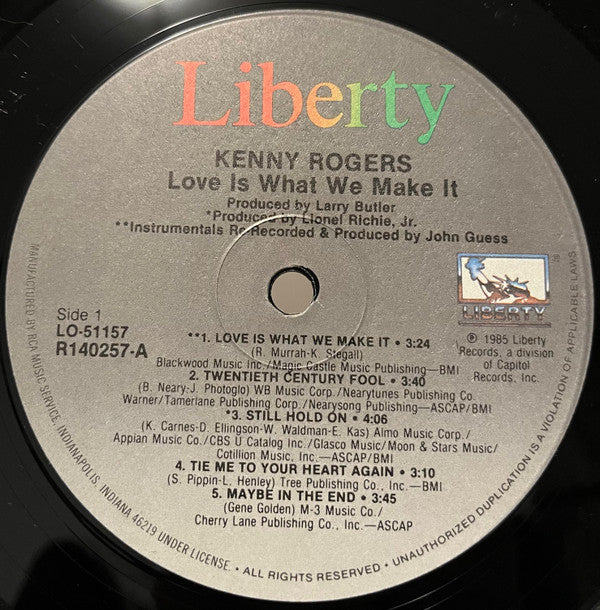 Liberty
KENNY ROGERS
Love Is What We Make It
Produced by Larry Butler
*Produced by Lionel Richie, Jr.
**Instrumentals Re-Recorded & Produced by John Guess
LIBERTY
Side 1
LO-51157
R140257-A
℗ 1985 Liberty
Records, a division
of Capitol
Records, Inc.
**1. LOVE IS WHAT WE MAKE IT • 3:24
(R. Murrah-K. Stegall)
Blackwood Music Inc./Magic Castle Music Publishing—BMI
2. TWENTIETH CENTURY FOOL • 3:40
(B. Neary-J. Photoglo) WB Music Corp./Nearytunes Publishing Co.
Warner/Tamerlane Publishing Corp./Nearysong Publishing—ASCAP/BMI
*3. STILL HOLD ON • 4:06
(K. Carnes-D. Ellingson-W. Waldman-E. Kas) Almo Music Corp./
Appian Music Co./CBS U Catalog Inc./Glasco Music/Moon & Stars Music/
Cotillion Music, Inc.—ASCAP/BMI
4. TIE ME TO YOUR HEART AGAIN • 3:10
(S. Pippin-L. Henley) Tree Publishing Co., Inc.—BMI
5. MAYBE IN THE END • 3:45
(Gene Golden) M-3 Music Co./
Cherry Lane Publishing Co., Inc.—ASCAP
MANUFACTURED BY RCA MUSIC SERVICE, INDIANAPOLIS, INDIANA 46219 UNDER LICENSE. • ALL RIGHTS RESERVED • UNAUTHORIZED DUPLICATION IS A VIOLATION OF APPLICABLE LAWS.